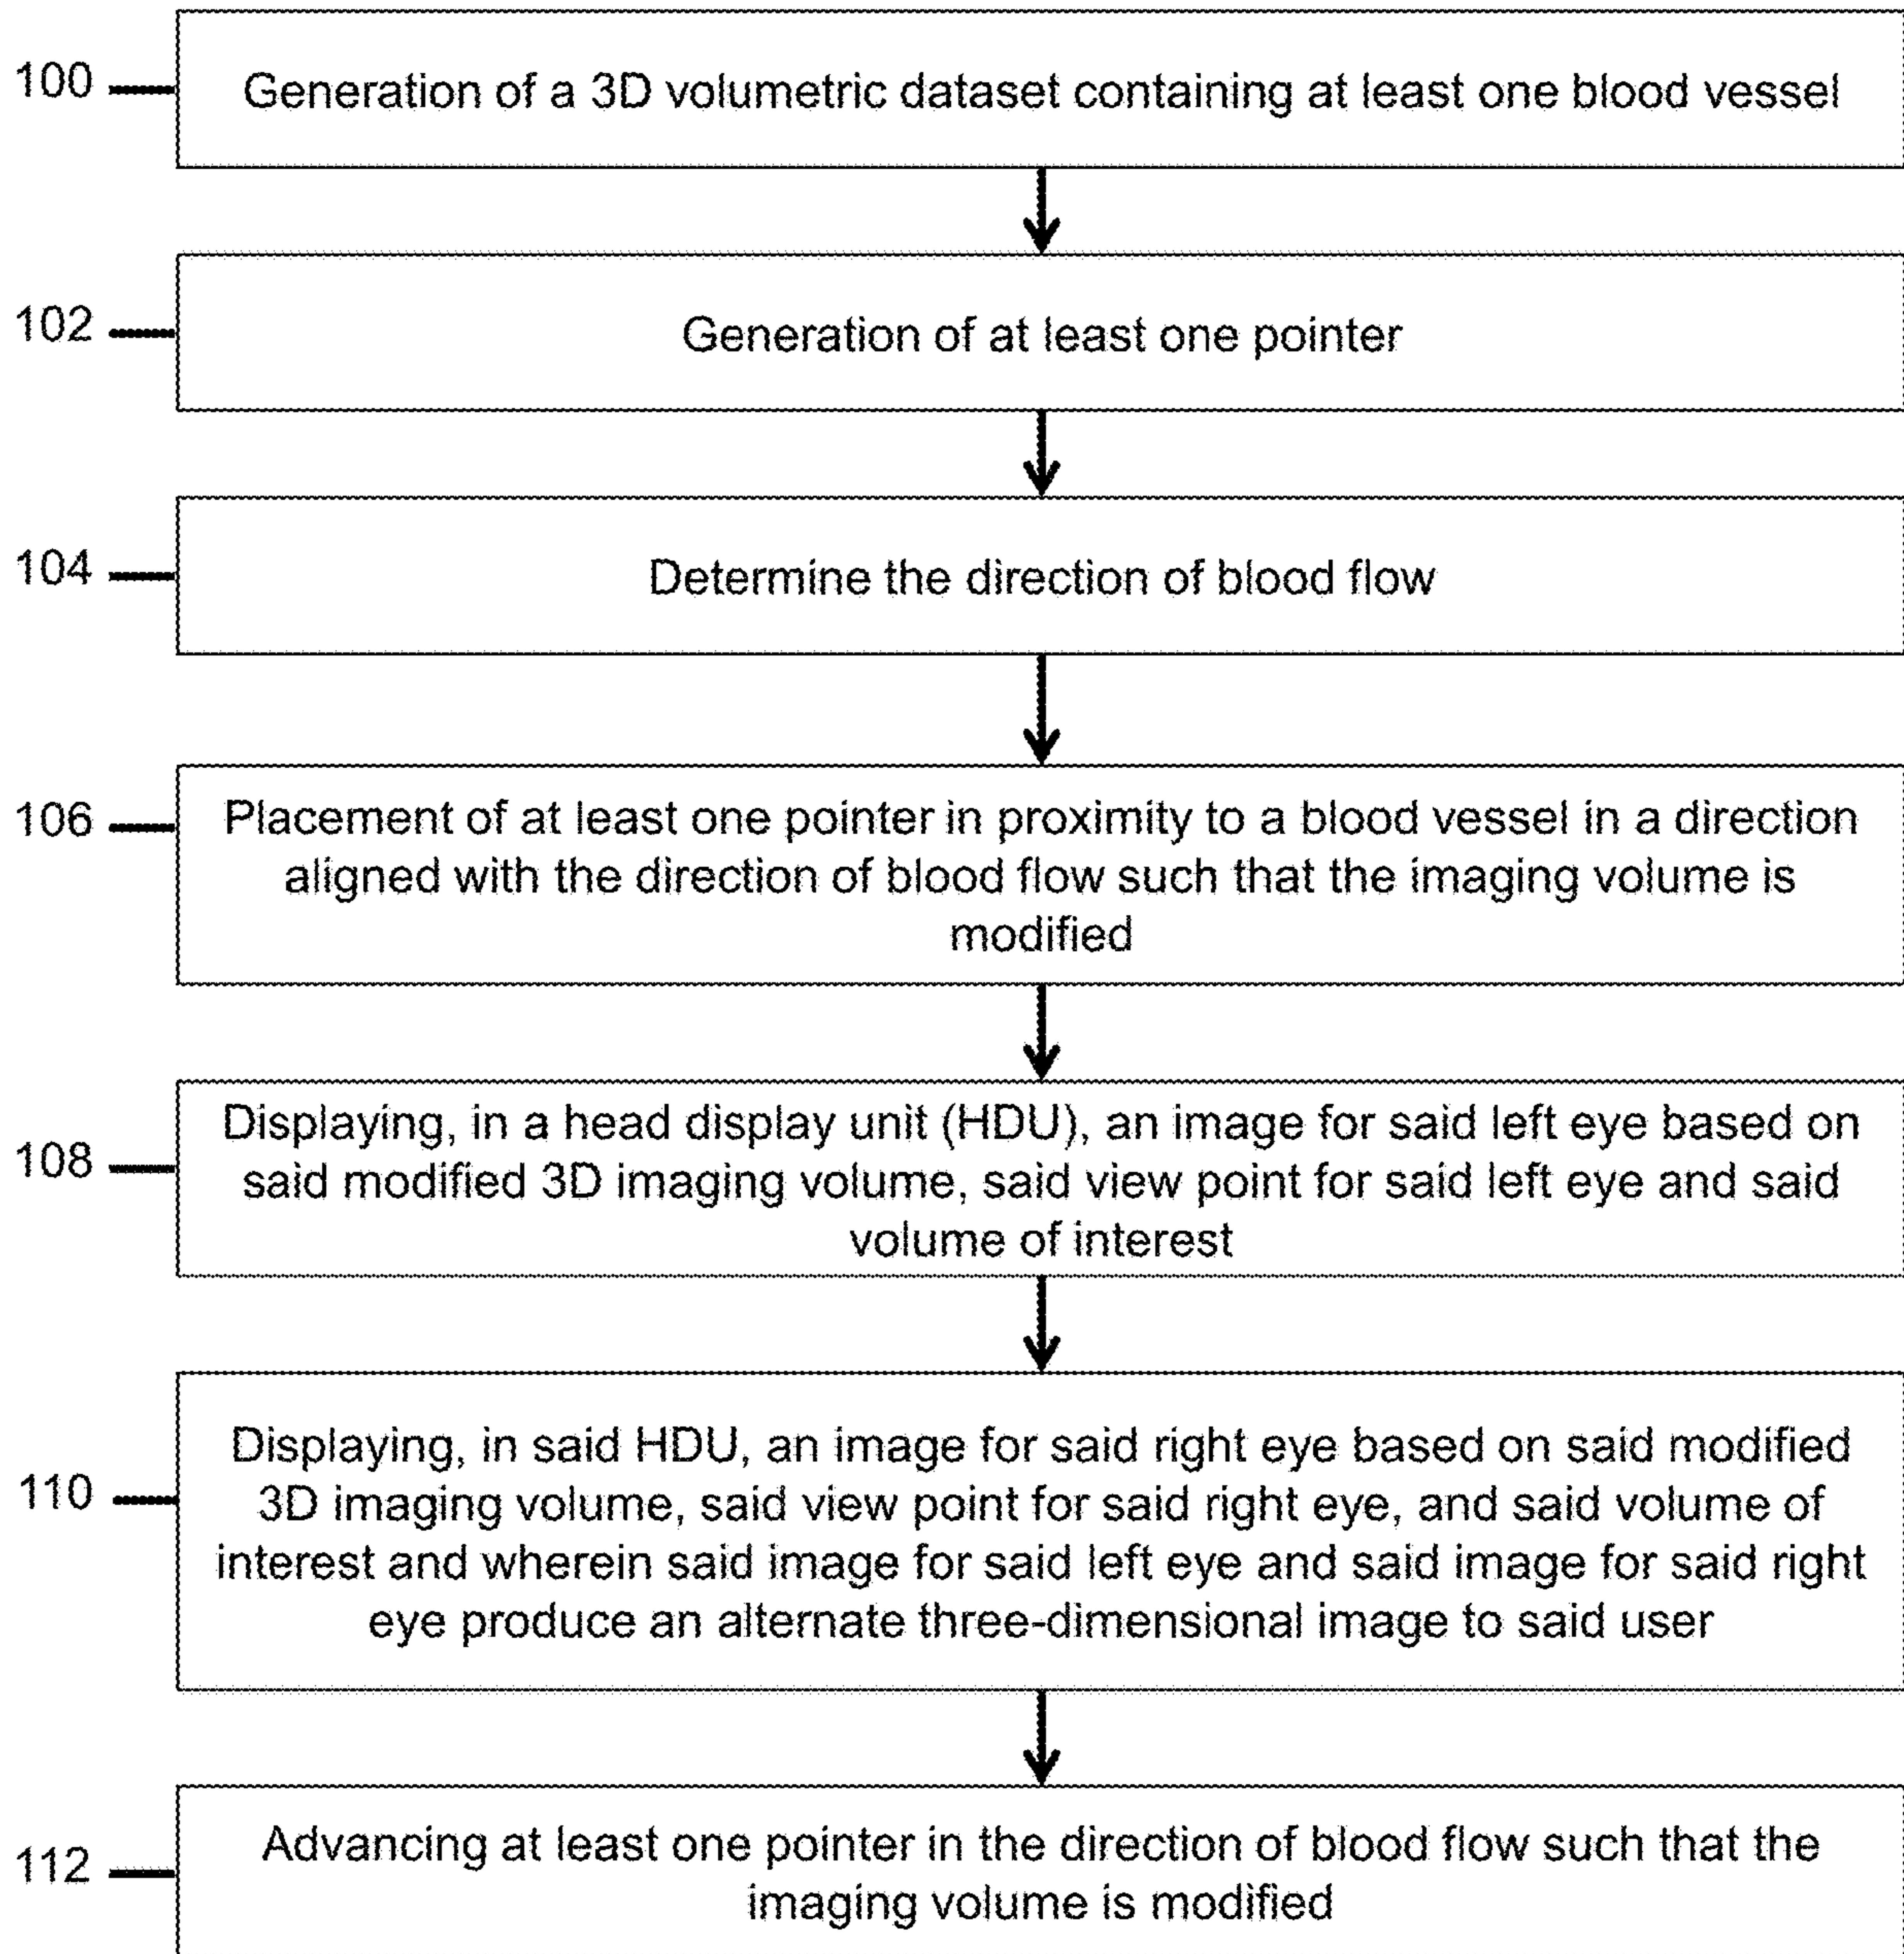 100
Generation of a 3D volumetric dataset containing at least one blood vessel
102
Generation of at least one pointer
104
Determine the direction of blood flow
106
Placement of at least one pointer in proximity to a blood vessel in a direction
aligned with the direction of blood flow such that the imaging volume is
modified
108
Displaying, in a head display unit (HDU), an image for said left eye based on
said modified 3D imaging volume, said view point for said left eye and said
volume of interest
110
Displaying, in said HDU, an image for said right eye based on said modified
3D imaging volume, said view point for said right eye, and said volume of
interest and wherein said image for said left eye and said image for said right
eye produce an alternate three-dimensional image to said user
112
Advancing at least one pointer in the direction of blood flow such that the
imaging volume is modified